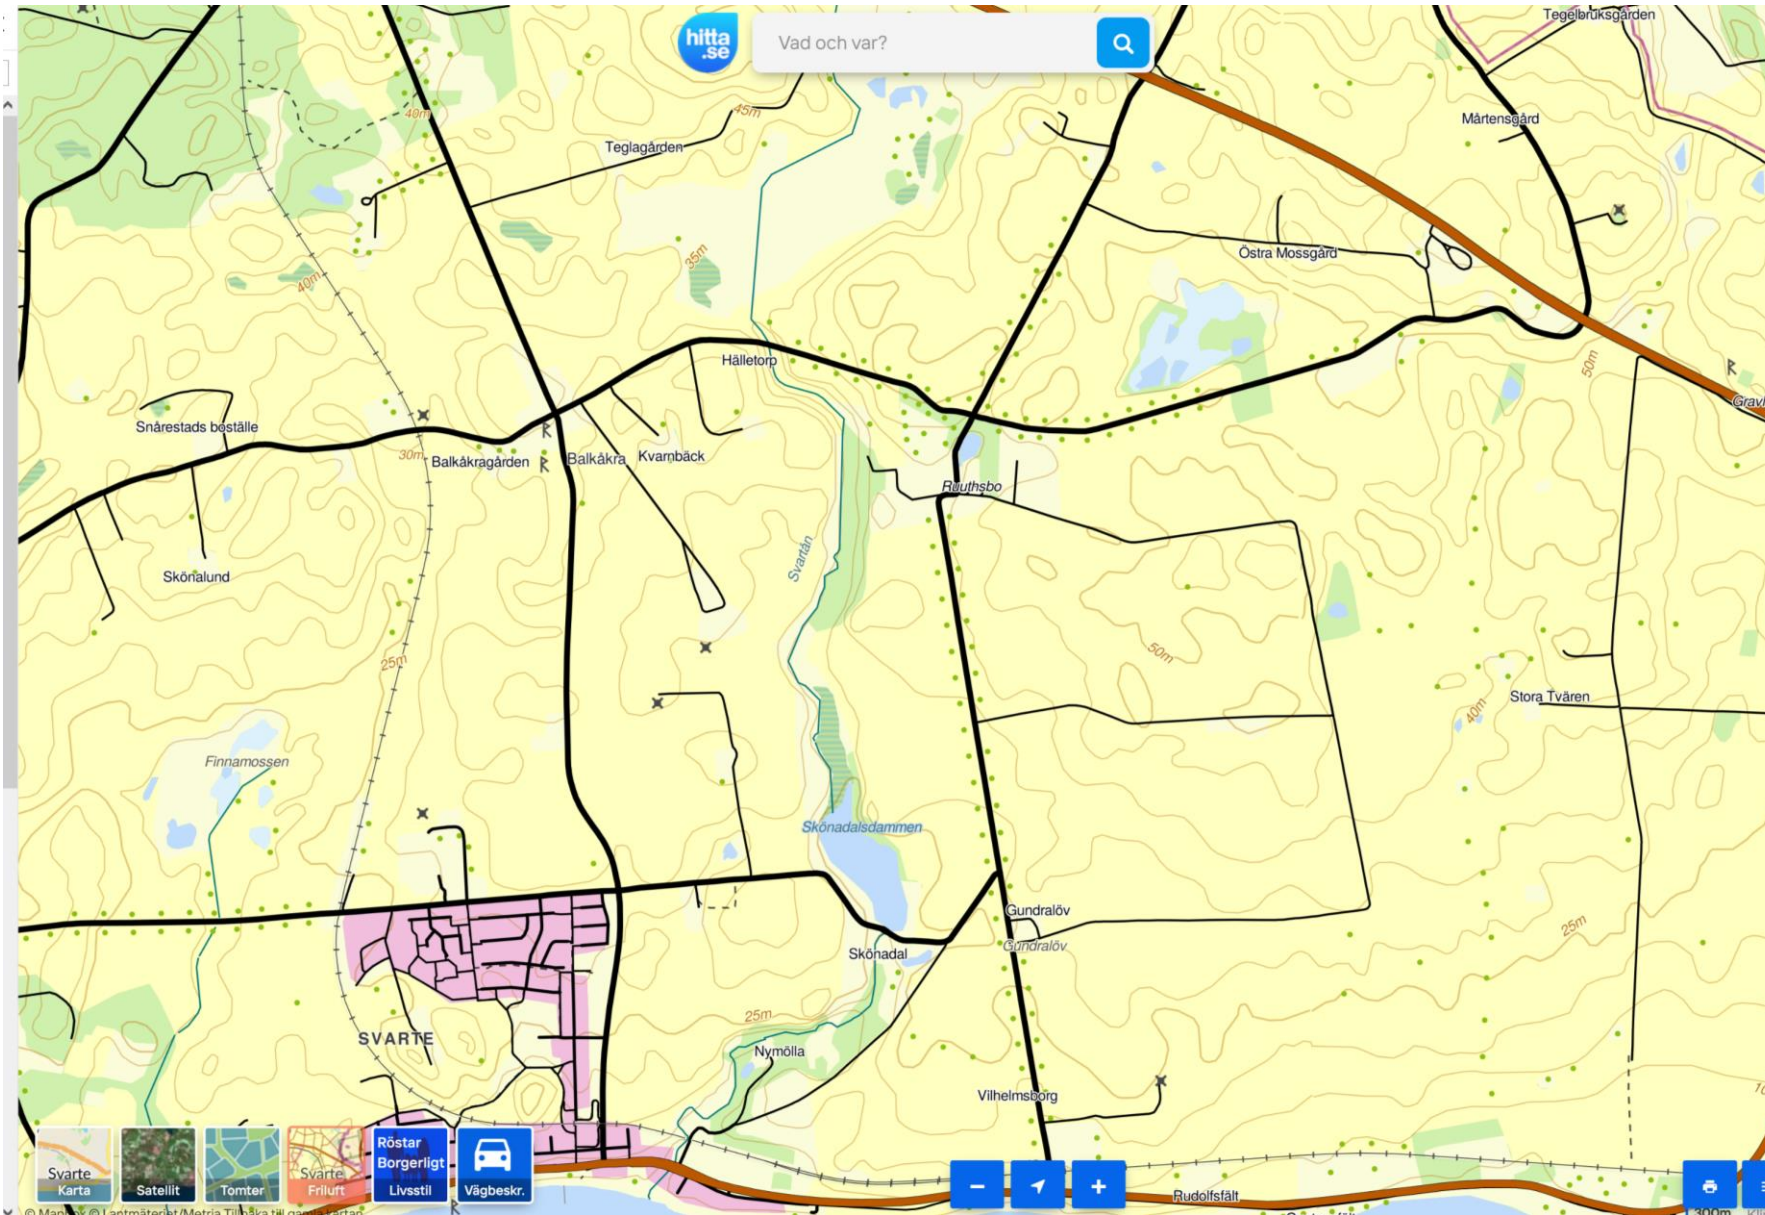 Tegelbruksgården
hitta
.se
Vad och var?
40m
45m
Mårtensgård
Teglagården
Östra Mossgård
35m
40m
50m
Hälletorp
Snårestads boställe
30m
Balkåkragården
Balkåkra
Kvarnbäck
Ruuthsbo
Svartån
Skönalund
25m
50m
Stora Tvären
40m
Finnamossen
Skönadalsdammen
Gundralöv
Gundralöv
25m
Skönadal
25m
SVARTE
Nymölla
Vilhelmsborg
Svarte
Karta
Satellit
Tomter
Svarte
Friluft
Röstar
Borgerligt
Livsstil
Vägbeskr.
Rudolfsfält
300m